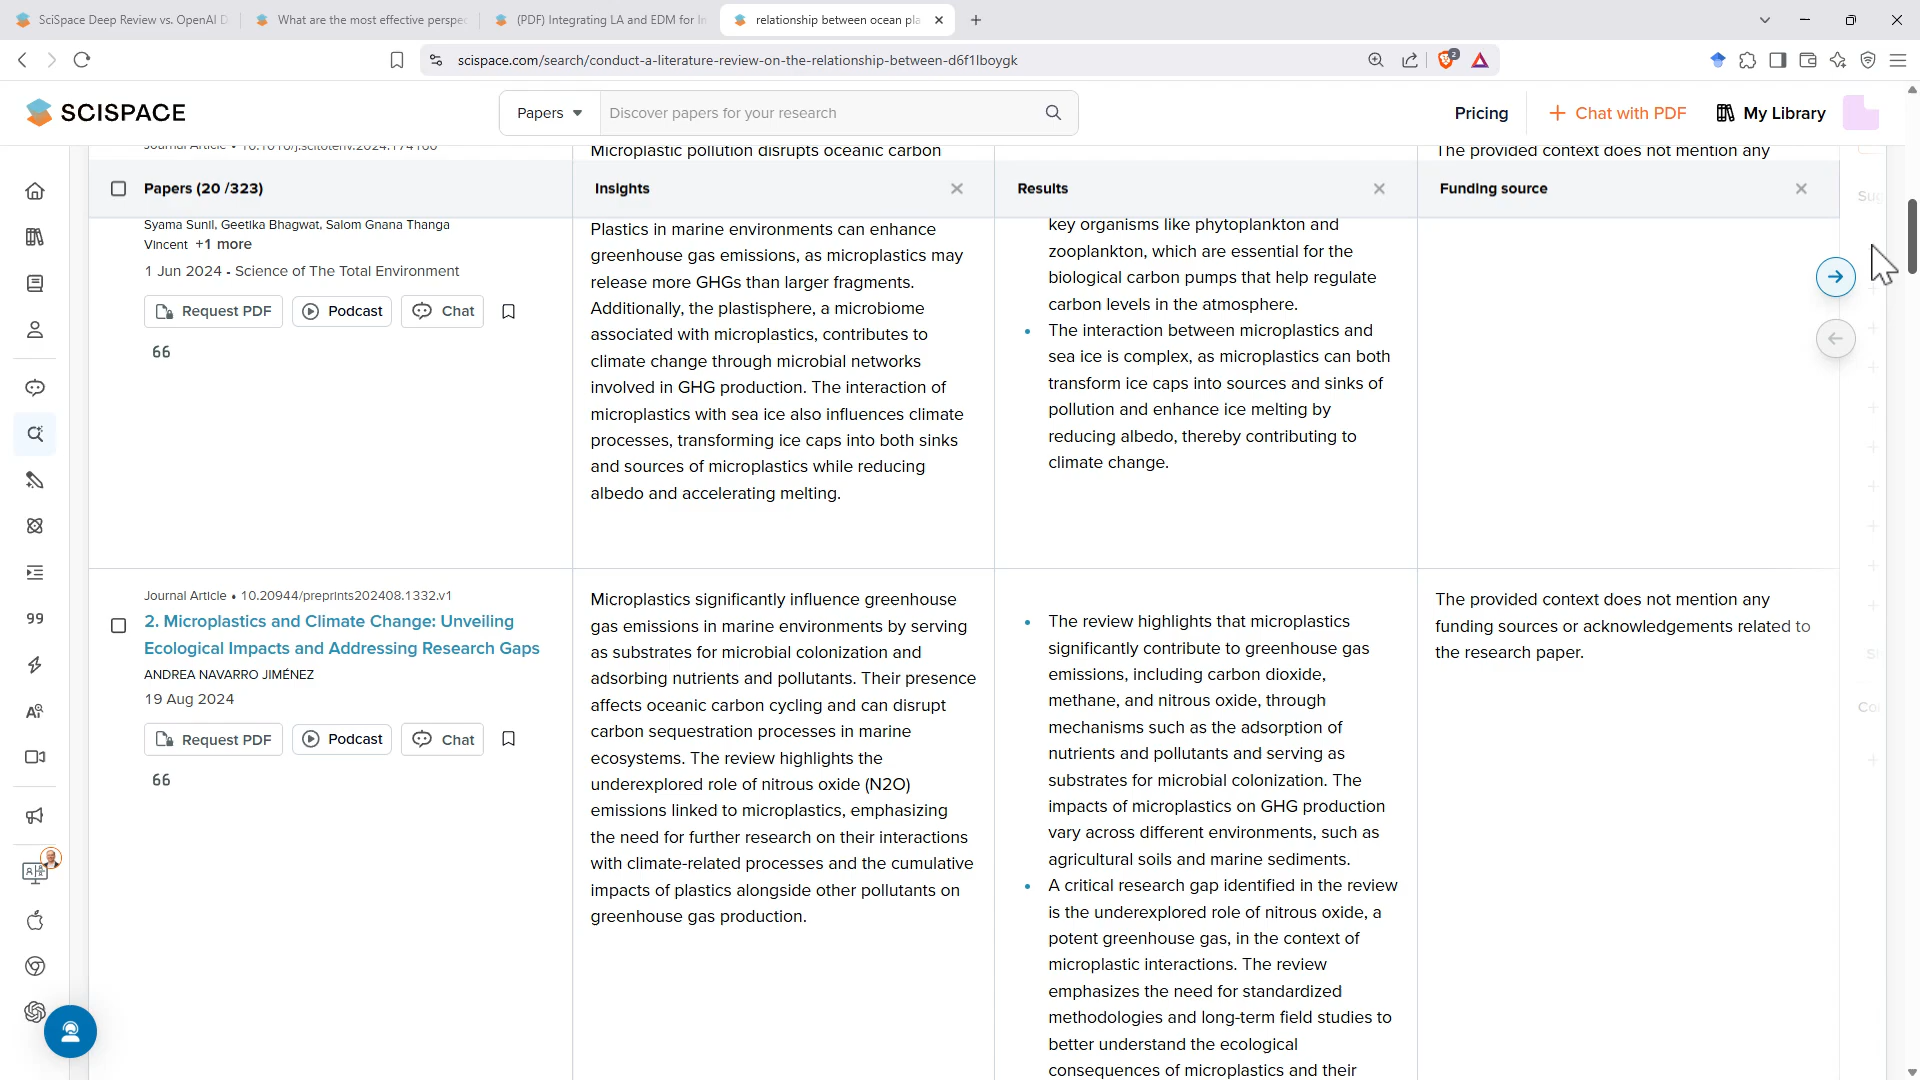 SciSpace Deep Review vs. OpenAI D
What are the most effective perspec
(PDF) Integrating LA and EDM for I
relationship between ocean pla
scispace.com/search/conduct-a-literature-review-on-the-relationship-between-d6f1lboygk
2
SCISPACE
Papers
Discover papers for your research
Pricing
Chat with PDF
My Library
Microplastic pollution disrupts oceanic carbon
The provided context does not mention any
Papers (20 /323)
Insights
Results
Funding source
Syama Sunil, Geetika Bhagwat, Salom Gnana Thanga
Vincent +1 more
1 Jun 2024 - Science of The Total Environment
Request PDF
Podcast
Chat
Plastics in marine environments can enhance
greenhouse gas emissions, as microplastics may
release more GHGs than larger fragments.
Additionally, the plastisphere, a microbiome
associated with microplastics, contributes to
climate change through microbial networks
involved in GHG production. The interaction of
microplastics with sea ice also influences climate
processes, transforming ice caps into both sinks
and sources of microplastics while reducing
albedo and accelerating melting.
key organisms like phytoplankton and
zooplankton, which are essential for the
biological carbon pumps that help regulate
carbon levels in the atmosphere.
• The interaction between microplastics and
sea ice is complex, as microplastics can both
transform ice caps into sources and sinks of
pollution and enhance ice melting by
reducing albedo, thereby contributing to
climate change.
Journal Article • 10.20944/preprints202408.1332.v1
2. Microplastics and Climate Change: Unveiling
Ecological Impacts and Addressing Research Gaps
ANDREA NAVARRO JIMÉNEZ
19 Aug 2024
Request PDF
Podcast
Chat
Microplastics significantly influence greenhouse
gas emissions in marine environments by serving
as substrates for microbial colonization and
adsorbing nutrients and pollutants. Their presence
affects oceanic carbon cycling and can disrupt
carbon sequestration processes in marine
ecosystems. The review highlights the
underexplored role of nitrous oxide (N2O)
emissions linked to microplastics, emphasizing
the need for further research on their interactions
with climate-related processes and the cumulative
impacts of plastics alongside other pollutants on
greenhouse gas production.
• The review highlights that microplastics
significantly contribute to greenhouse gas
emissions, including carbon dioxide,
methane, and nitrous oxide, through
mechanisms such as the adsorption of
nutrients and pollutants and serving as
substrates for microbial colonization. The
impacts of microplastics on GHG production
vary across different environments, such as
agricultural soils and marine sediments.
• A critical research gap identified in the review
is the underexplored role of nitrous oxide, a
potent greenhouse gas, in the context of
microplastic interactions. The review
emphasizes the need for standardized
methodologies and long-term field studies to
better understand the ecological
consequences of microplastics and their
The provided context does not mention any
funding sources or acknowledgements related to
the research paper.